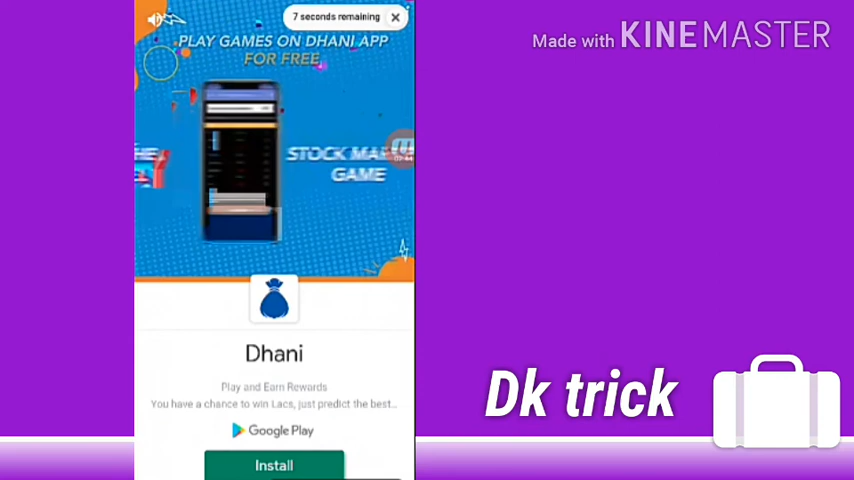 7 seconds remaining
PLAY GAMES ON DHANI APP
FOR FREE
STOCK
GAME
Dhani
Play and Earn Rewards
You have a chance to win Lacs, just predict the best..
Google Play
Install
Made with KINEMASTER
Dk trick